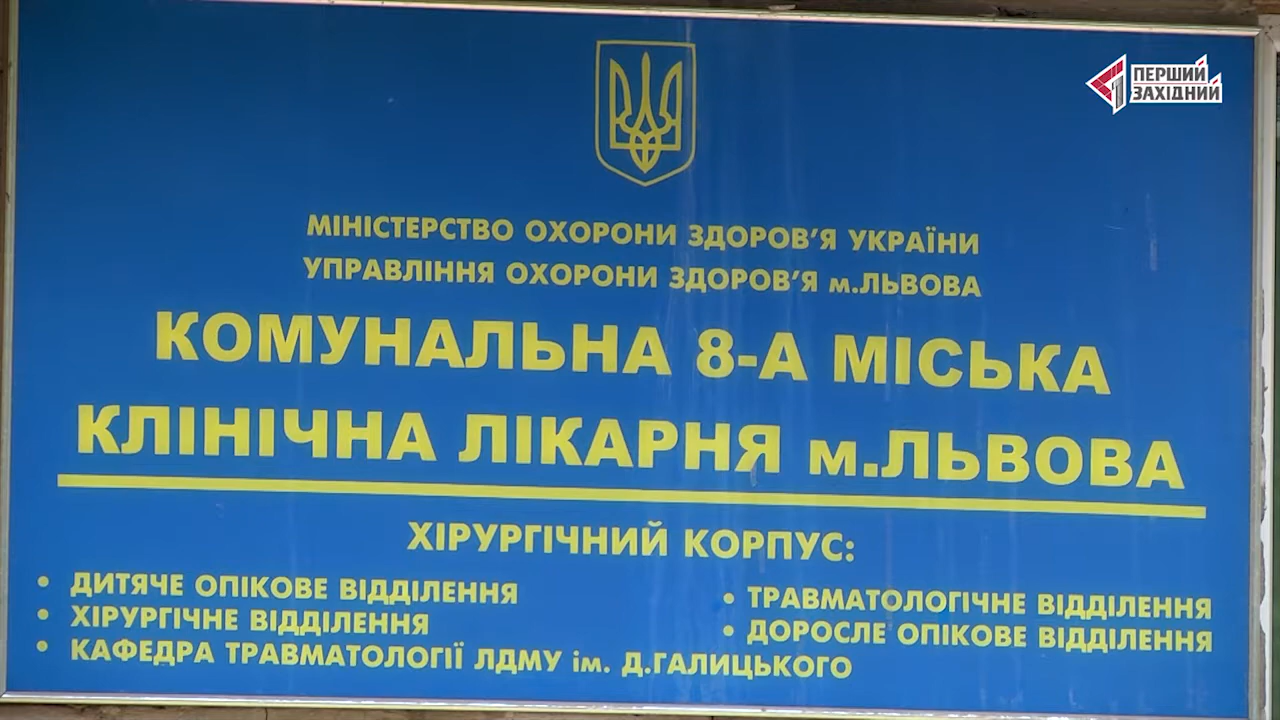 ПЕРШИЙ
ЗАХІДНИЙ
МІНІСТЕРСТВО ОХОРОНИ ЗДОРОВ'Я УКРАЇНИ
УПРАВЛІННЯ ОХОРОНИ ЗДОРОВ'Я м.ЛЬВОВА
КОМУНАЛЬНА 8-А МІСЬКА
КЛІНІЧНА ЛІКАРНЯ м.ЛЬВОВА
ХІРУРГІЧНИЙ КОРПУС:
• ДИТЯЧЕ ОПІКОВЕ ВІДДІЛЕННЯ
• ХІРУРГІЧНЕ ВІДДІЛЕННЯ
• КАФЕДРА ТРАВМАТОЛОГІЇ ЛДМУ ім. Д.ГАЛИЦЬКОГО
• ТРАВМАТОЛОГІЧНЕ ВІДДІЛЕННЯ
• ДОРОСЛЕ ОПІКОВЕ ВІДДІЛЕННЯ